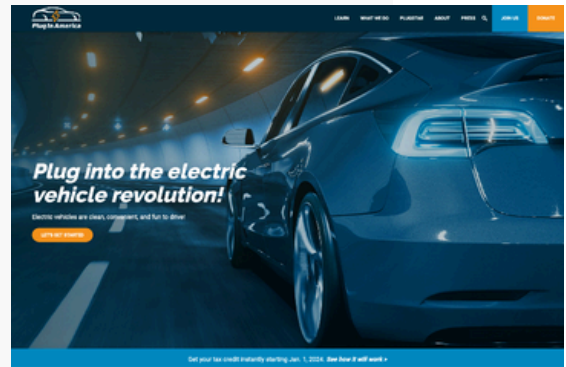 Plug In America
LEARN
WHAT WE DO
PLUGSTAR
ABOUT
PRESS
JOIN US
DONATE
Plug into the electric
vehicle revolution!
Electric vehicles are clean, convenient, and fun to drive!
LET'S GET STARTED
Get your tax credit instantly starting Jan. 1, 2024. See how it will work »